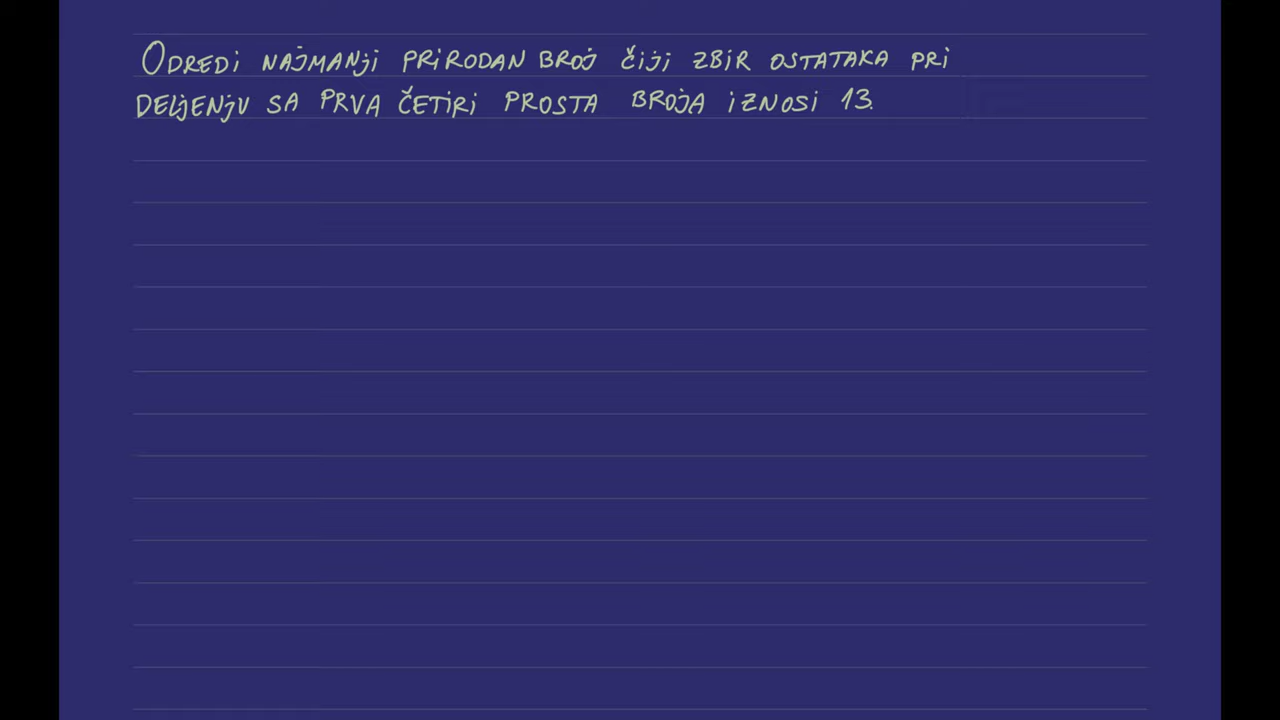 Odredi najmanji prirodan broj čiji zbir ostataka pri
deljenju sa prva četiri prosta broja iznosi 13.